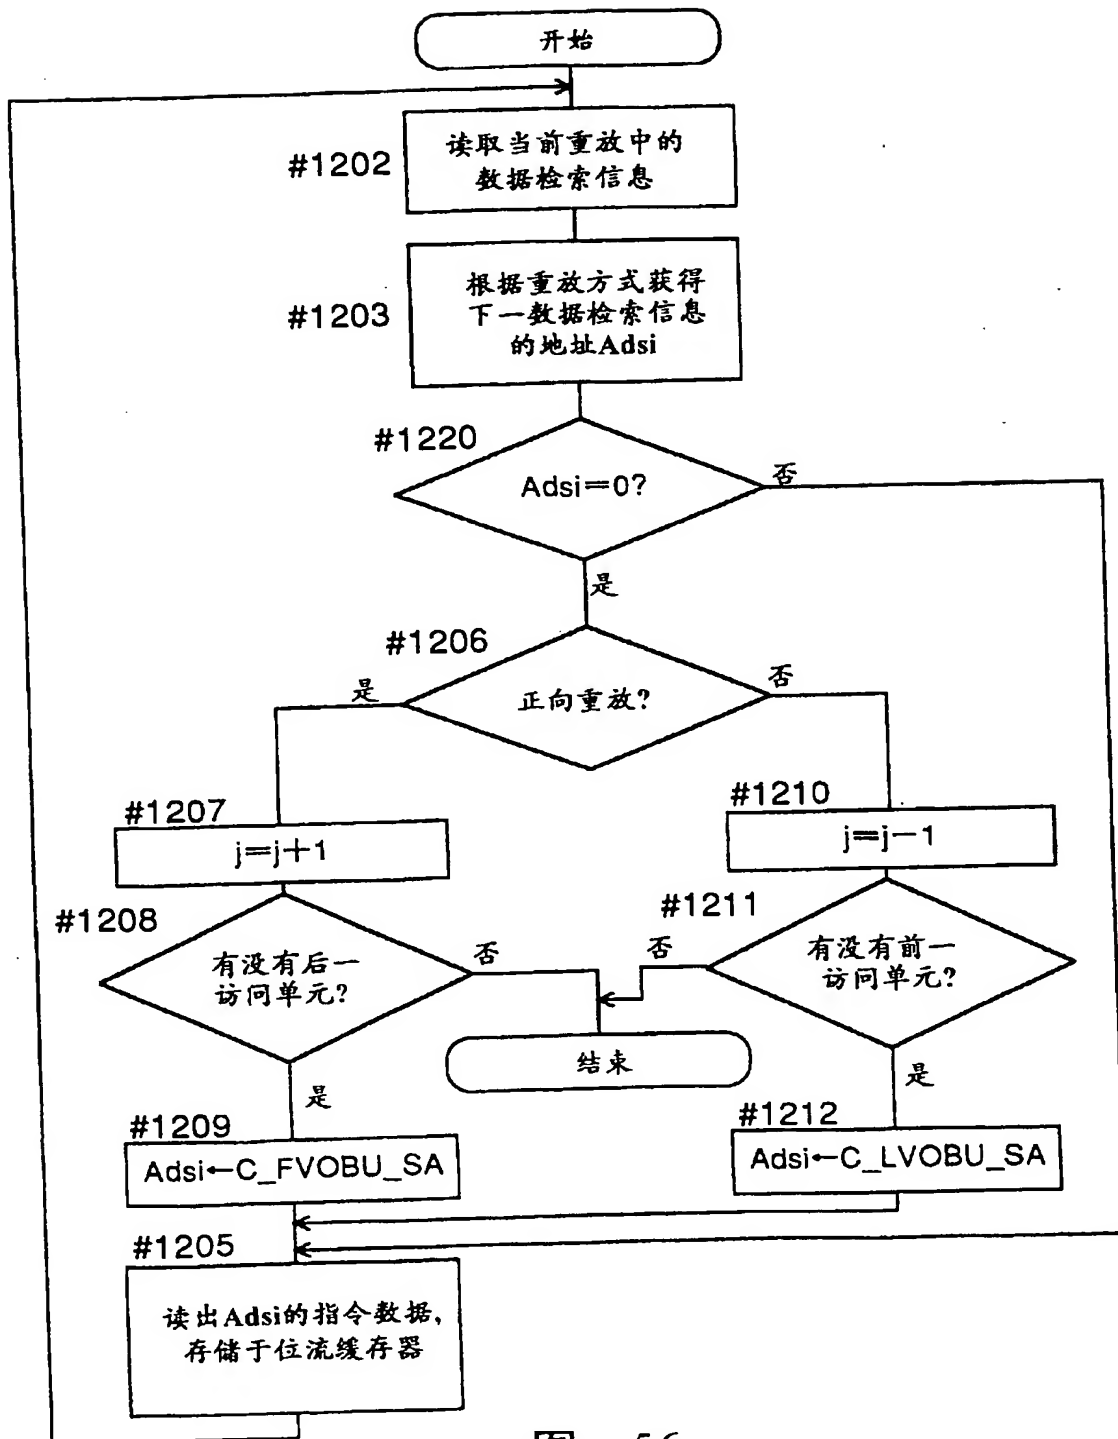 开始
#1202
读取当前重放中的
数据检索信息
#1203
根据重放方式获得
下一数据检索信息
的地址Adsi
#1220
Adsi=0?
否
是
#1206
正向重放?
是
否
#1207
j=j+1
#1210
j=j-1
#1208
有没有后一
访问单元?
否
#1211
有没有前一
访问单元?
否
结束
是
是
#1209
Adsi←C_FVOBU_SA
#1212
Adsi←C_LVOBU_SA
#1205
读出Adsi的指令数据,
存储于位流缓存器